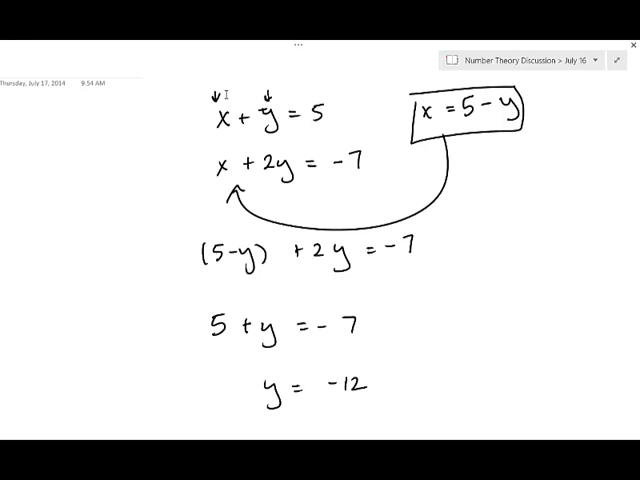 Number Theory Discussion > July 16
Thursday, July 17, 2014 9:54 AM
x + y = 5
x = 5 - y
x + 2y = -7
(5-y) + 2y = -7
5 + y = -7
y = -12